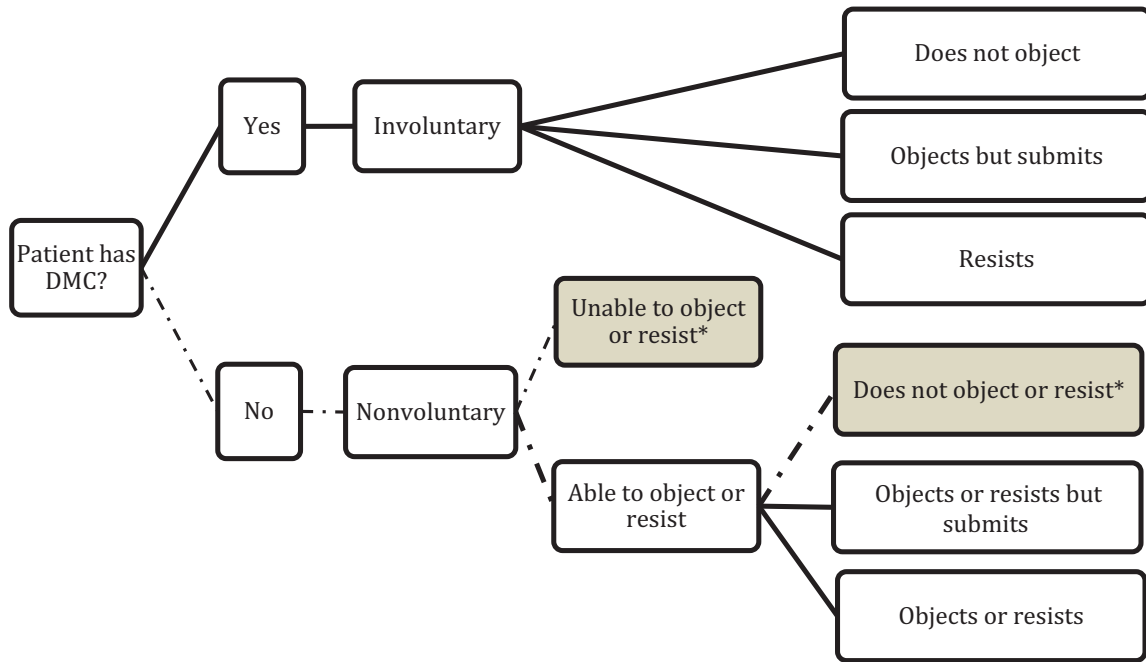 Patient has
DMC?
Yes
Involuntary
Does not object
Objects but submits
Resists
No
Nonvoluntary
Unable to object
or resist*
Able to object or
resist
Does not object or resist*
Objects or resists but
submits
Objects or resists